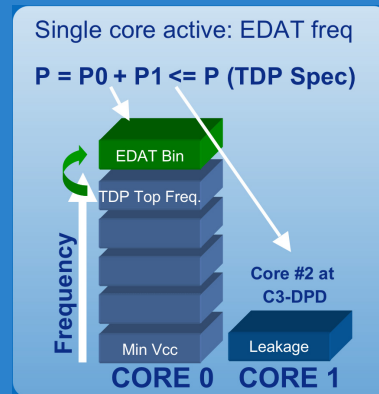 Single core active: EDAT freq
P = P0 + P1 <= P (TDP Spec)
EDAT Bin
TDP Top Freq.
Frequency
Core #2 at
C3-DPD
Min Vcc
Leakage
CORE 0
CORE 1